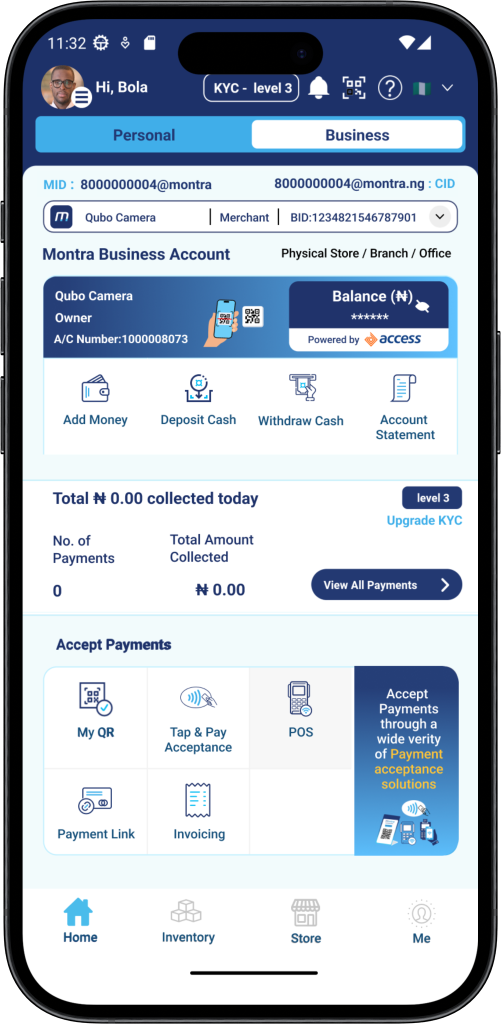 11:32
Hi, Bola
KYC - level 3
Personal
Business
MID : 8000000004@montra
8000000004@montra.ng : CID
m Qubo Camera | Merchant | BID:1234821546787901
Montra Business Account
Physical Store / Branch / Office
Qubo Camera
Owner
A/C Number:1000008073
Balance (₦)
******
Powered by access
Add Money
Deposit Cash
Withdraw Cash
Account
Statement
Total ₦ 0.00 collected today
level 3
Upgrade KYC
No. of
Payments
Total Amount
Collected
0
₦ 0.00
View All Payments
Accept Payments
My QR
Tap & Pay
Acceptance
POS
Payment Link
Invoicing
Accept
Payments
through a
wide verity
of Payment
acceptance
solutions
Home
Inventory
Store
Me